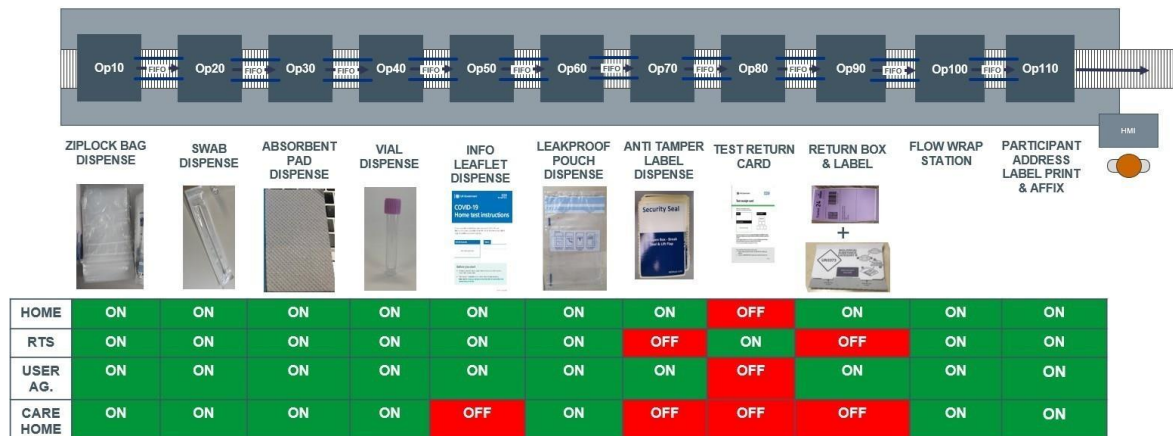 Op10
FIFO
Op20
FIFO
Op30
FIFO
Op40
FIFO
Op50
FIFO
Op60
FIFO
Op70
FIFO
Op80
FIFO
Op90
FIFO
Op100
FIFO
Op110
HMI
ZIPLOCK BAG
DISPENSE
SWAB
DISPENSE
ABSORBENT
PAD
DISPENSE
VIAL
DISPENSE
INFO
LEAFLET
DISPENSE
LEAKPROOF
POUCH
DISPENSE
ANTI TAMPER
LABEL
DISPENSE
TEST RETURN
CARD
RETURN BOX
& LABEL
FLOW WRAP
STATION
PARTICIPANT
ADDRESS
LABEL PRINT
& AFFIX
COVID-19
Home test instructions
Security Seal
+
HOME ON ON ON ON ON ON ON OFF ON ON ON
RTS ON ON ON ON ON ON OFF ON OFF ON ON
USER AG. ON ON ON ON ON ON ON OFF ON ON ON
CARE HOME ON ON ON ON OFF ON OFF OFF OFF ON ON